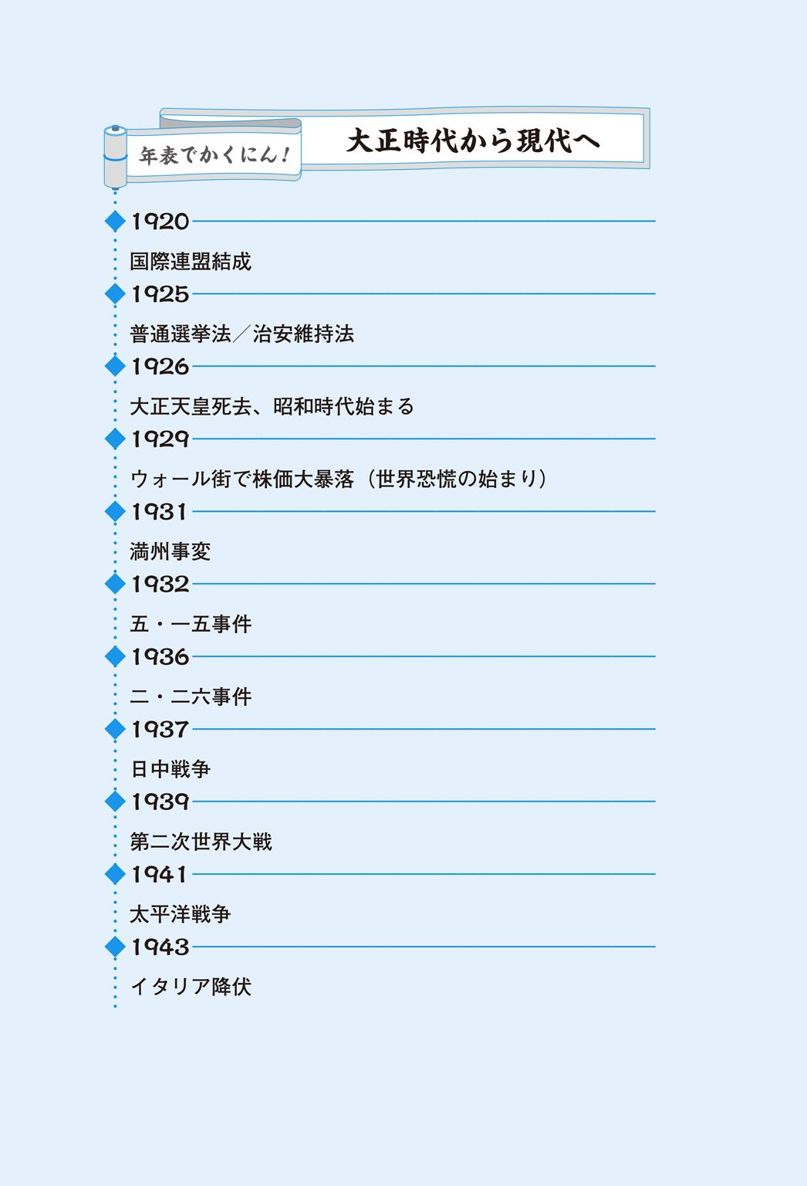 年表でかくにん!
大正時代から現代へ
1920
国際連盟結成
1925
普通選挙法／治安維持法
1926
大正天皇死去、昭和時代始まる
1929
ウォール街で株価大暴落（世界恐慌の始まり）
1931
満州事変
1932
五・一五事件
1936
二・二六事件
1937
日中戦争
1939
第二次世界大戦
1941
太平洋戦争
1943
イタリア降伏